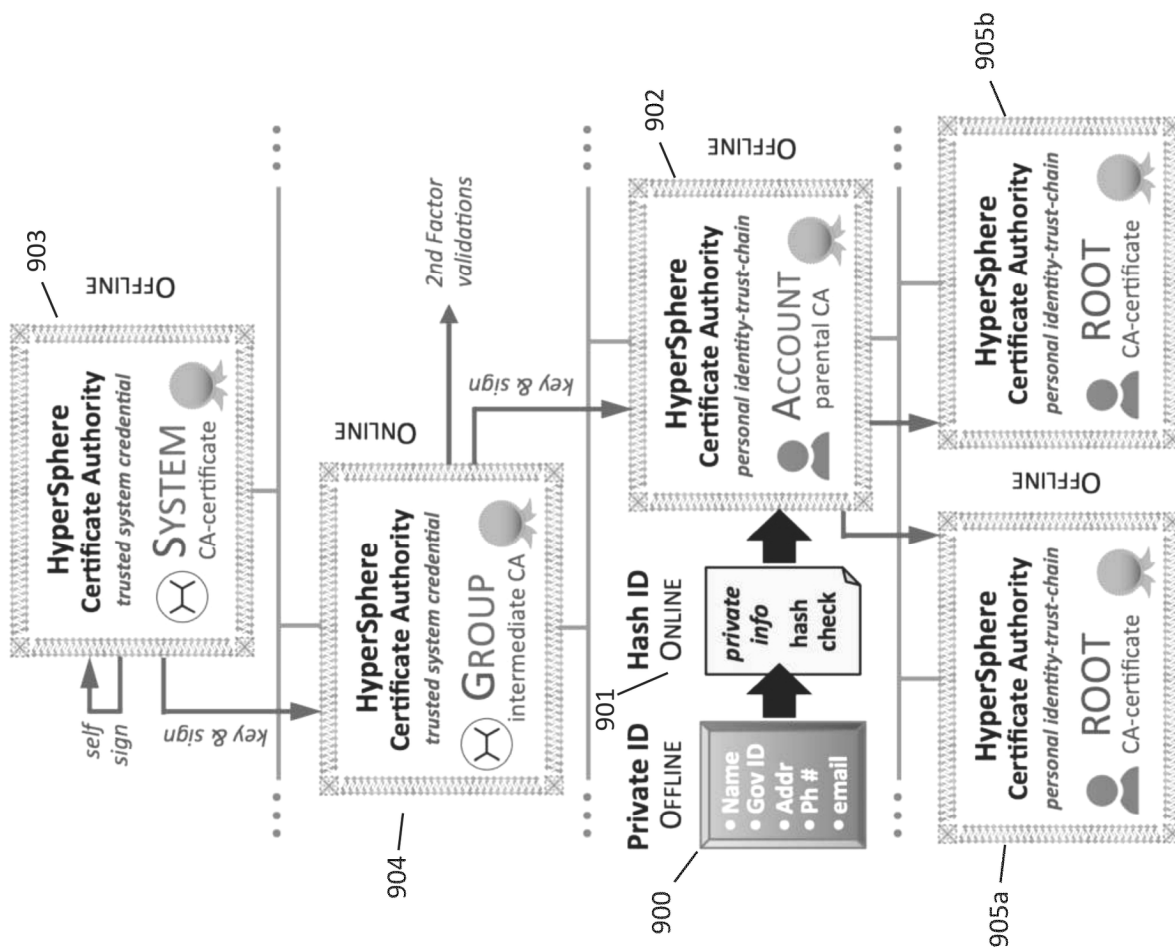 903
HyperSphere
Certificate Authority
trusted system credential
SYSTEM
CA-certificate
OFFLINE
self
sign
key & sign
904
HyperSphere
Certificate Authority
trusted system credential
GROUP
intermediate CA
ONLINE
2nd Factor
validations
key & sign
Private ID
OFFLINE
900
• Name
• Gov ID
• Addr
• Ph #
• email
901
Hash ID
ONLINE
private
info
hash
check
902
HyperSphere
Certificate Authority
personal identity-trust-chain
ACCOUNT
parental CA
OFFLINE
905a
HyperSphere
Certificate Authority
personal identity-trust-chain
ROOT
CA-certificate
OFFLINE
905b
HyperSphere
Certificate Authority
personal identity-trust-chain
ROOT
CA-certificate